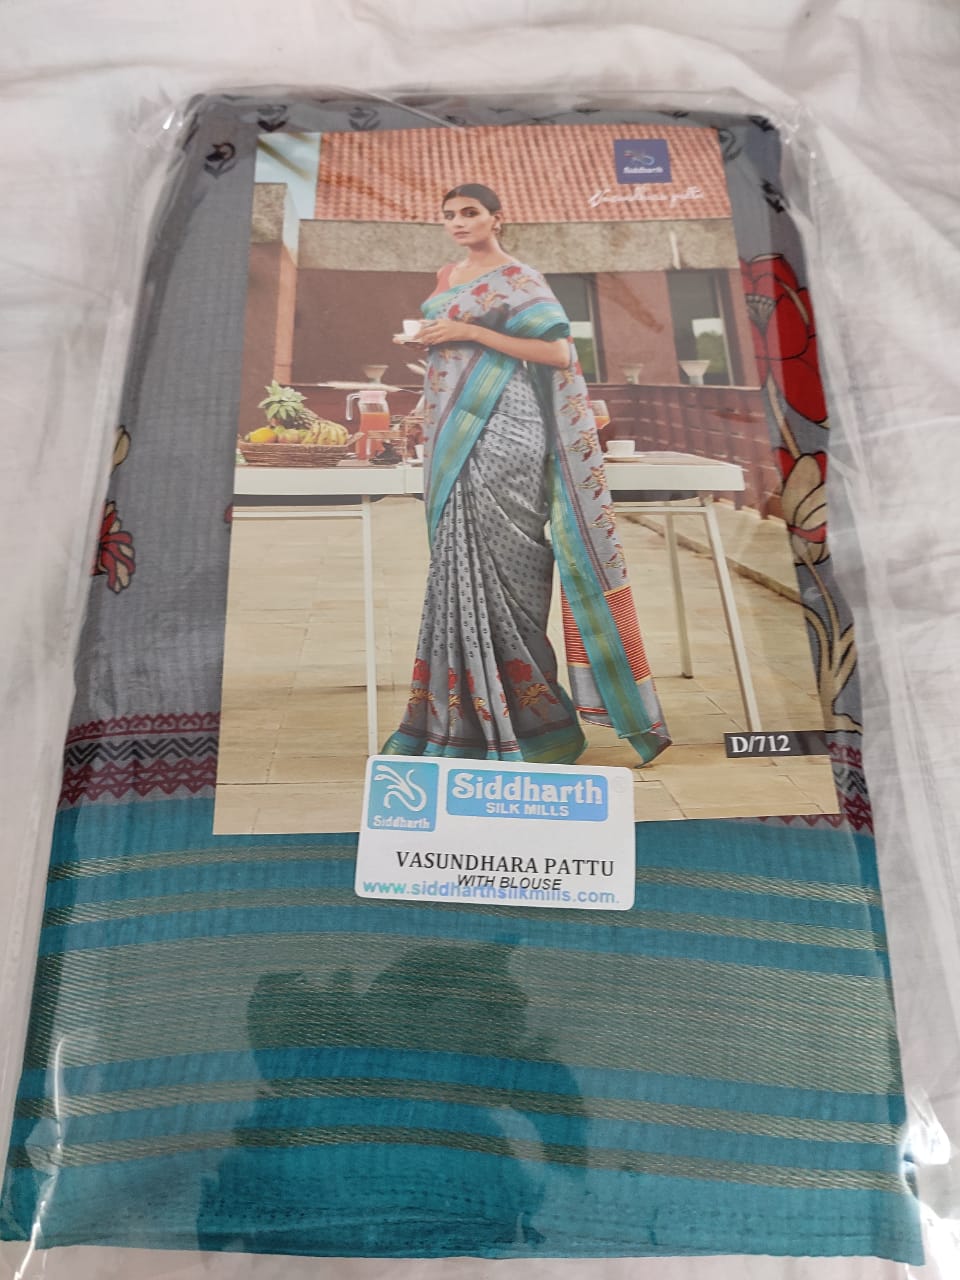 Siddharth
Vasundhara pattu
D/712
Siddharth
Siddharth
SILK MILLS
VASUNDHARA PATTU
WITH BLOUSE
www.siddharthsilkmills.com.